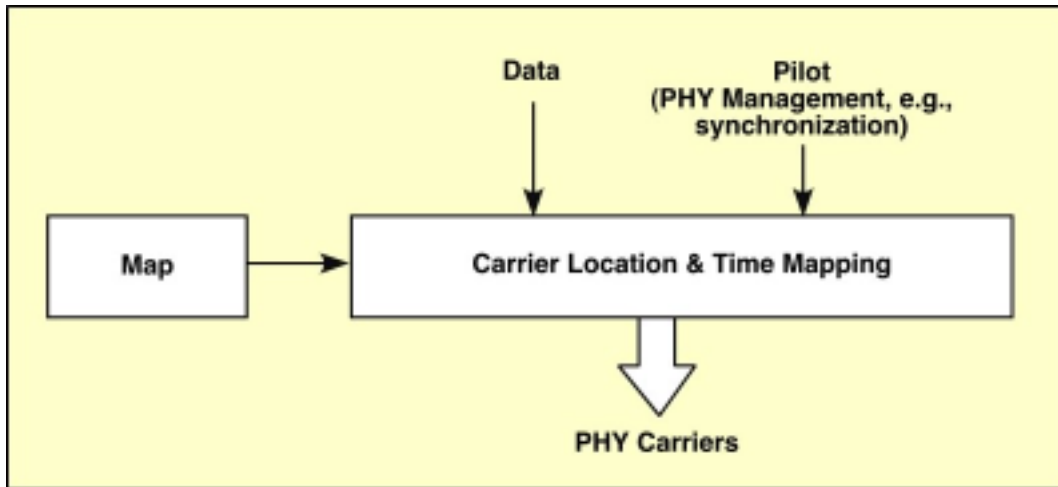 Data
Pilot
(PHY Management, e.g.,
synchronization)
Map
Carrier Location & Time Mapping
PHY Carriers